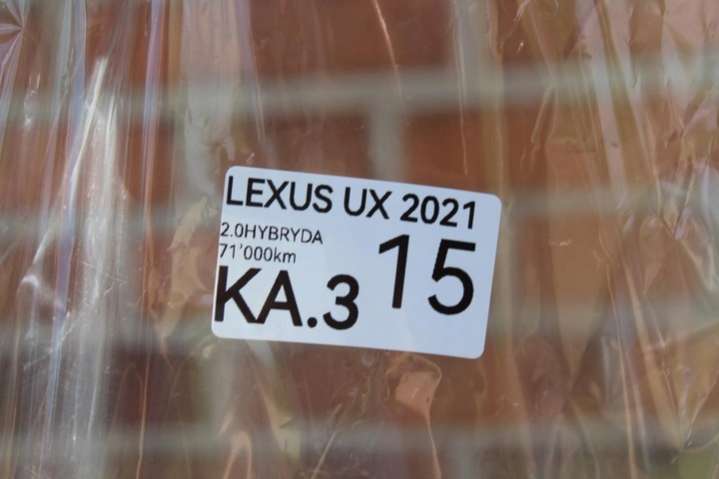 LEXUS UX 2021
2.0HYBRYDA
71'000km
15
KA.3